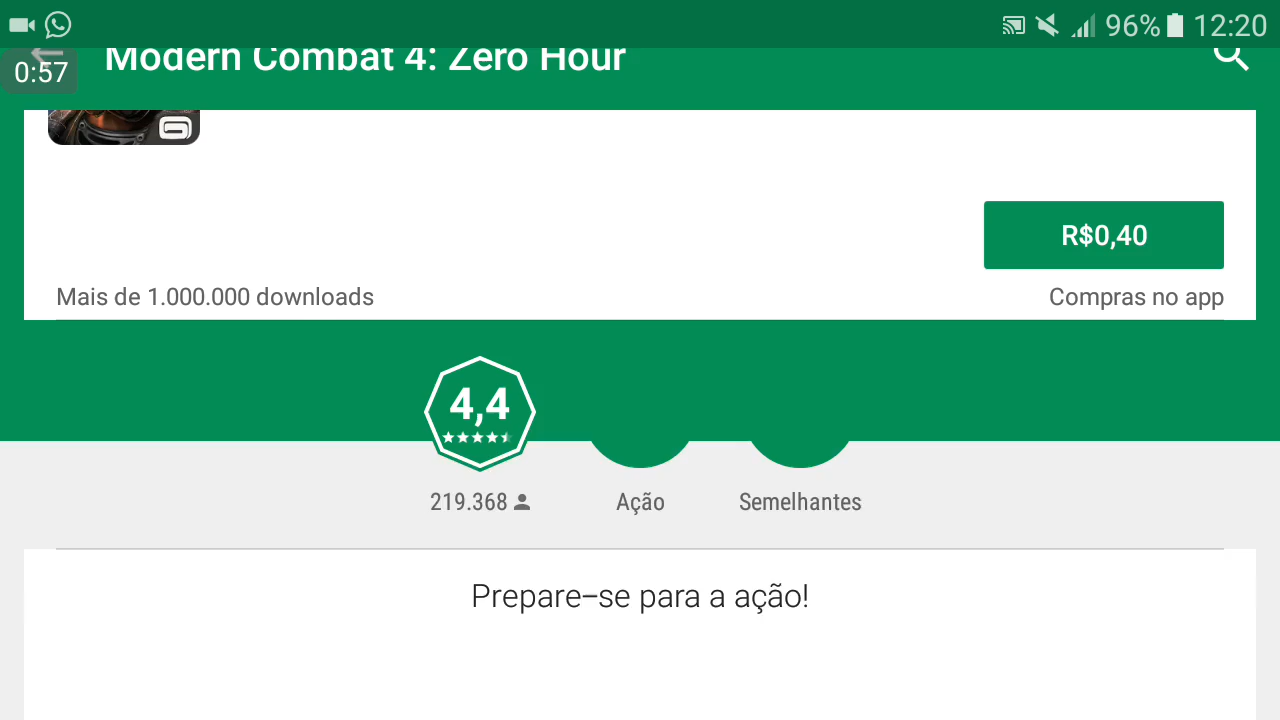 96% 12:20
0:57
Modern Combat 4: Zero Hour
R$0,40
Mais de 1.000.000 downloads
Compras no app
4,4
219.368
Ação
Semelhantes
Prepare-se para a ação!